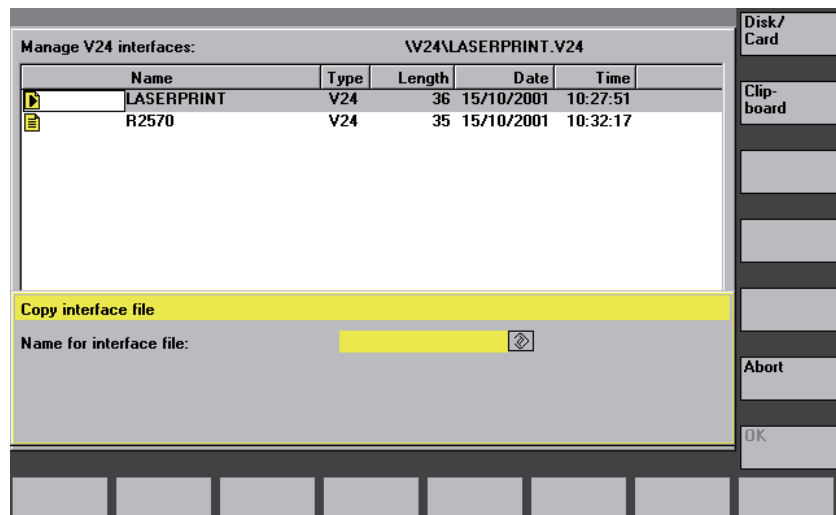 Manage V24 interfaces: \V24\LASERPRINT.V24
Name Type Length Date Time
LASERPRINT V24 36 15/10/2001 10:27:51
R2570 V24 35 15/10/2001 10:32:17
Copy interface file
Name for interface file:
Disk/
Card
Clip-
board
Abort
OK